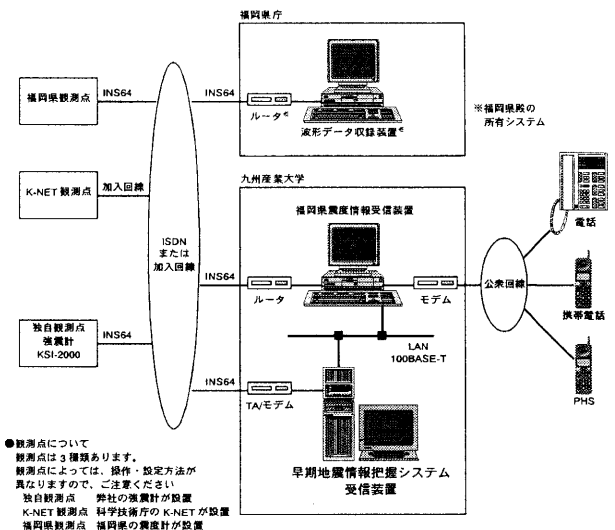 福岡県庁
福岡県観測点
INS64
INS64
ルータ※
波形データ収録装置※
※福岡県殿の
所有システム
K-NET 観測点
加入回線
ISDN
または
加入回線
九州産業大学
福岡県震度情報受信装置
INS64
ルータ
モデム
公衆回線
電話
携帯電話
PHS
独自観測点
強震計
KSI-2000
INS64
LAN
100BASE-T
INS64
TA/モデム
早期地震情報把握システム
受信装置
●観測点について
観測点は3種類あります。
観測点によっては、操作・設定方法が
異なりますので、ご注意ください
独自観測点 弊社の強震計が設置
K-NET観測点 科学技術庁の K-NET が設置
福岡県観測点 福岡県の震度計が設置